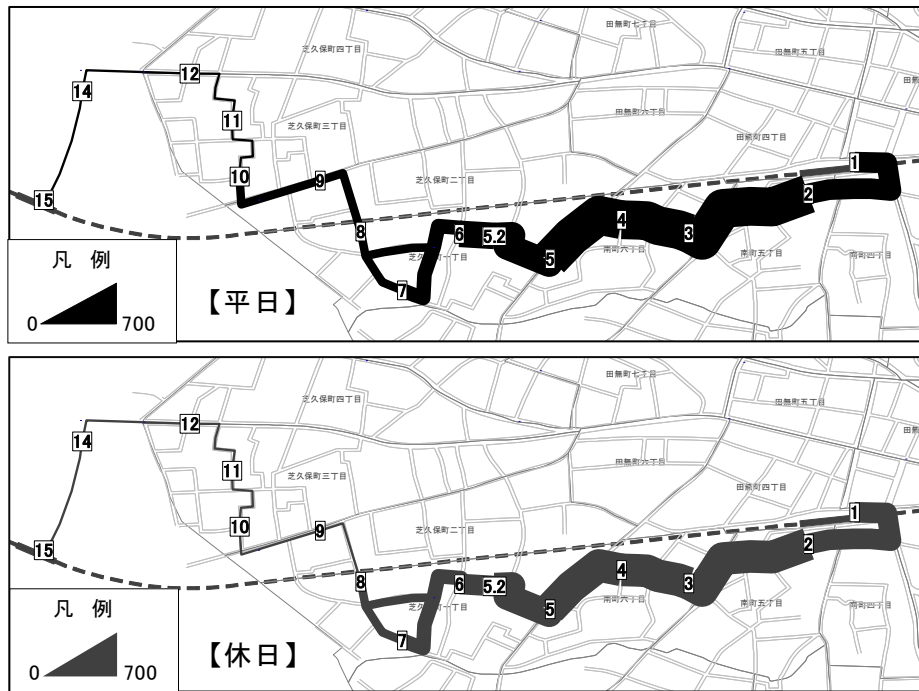 田無町七丁目
田無町五丁目
芝久保町四丁目
12
14
田無町六丁目
11
芝久保町三丁目
田無町四丁目
1
10
9
芝久保町二丁目
2
15
4
8
6
5.2
3
南町六丁目
南町五丁目
南町四丁目
芝久保町一丁目
5
凡 例
7
【平日】
0
700
田無町七丁目
田無町五丁目
芝久保町四丁目
12
14
田無町六丁目
11
芝久保町三丁目
田無町四丁目
1
10
9
芝久保町二丁目
2
15
4
8
6
5.2
3
南町六丁目
南町五丁目
南町四丁目
芝久保町一丁目
5
凡 例
7
【休日】
0
700